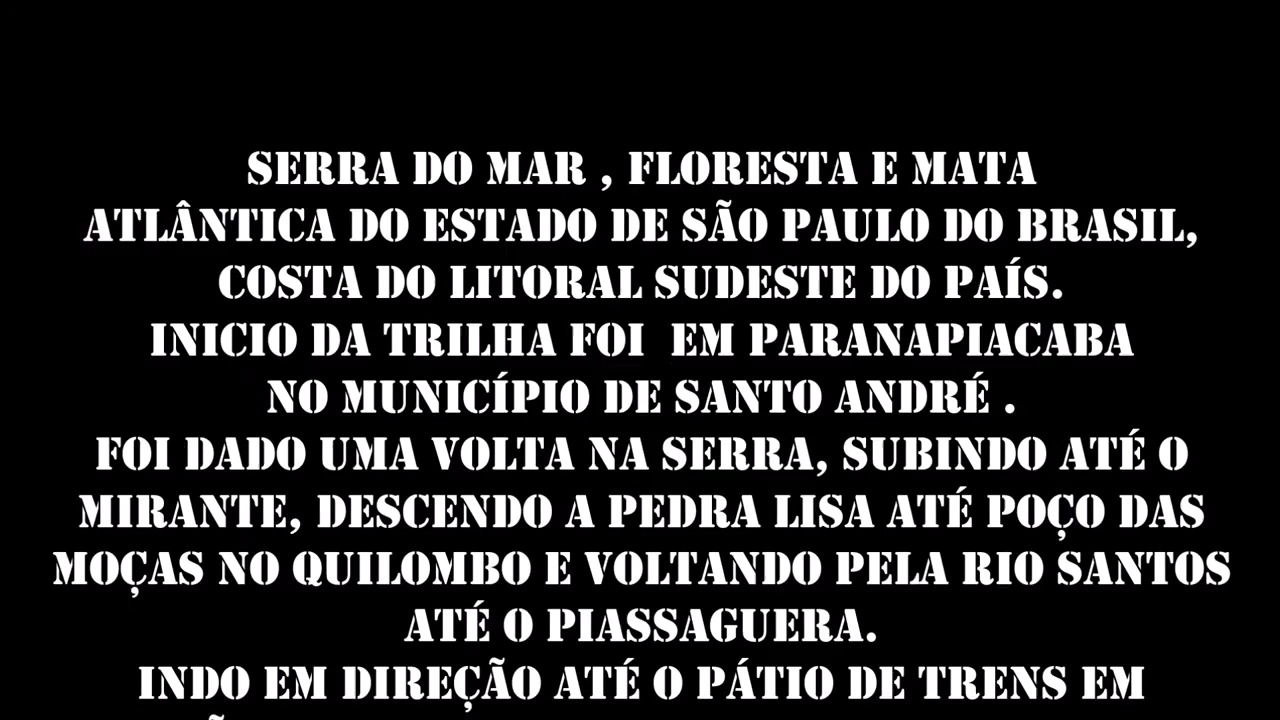 SERRA DO MAR , FLORESTA E MATA
ATLÂNTICA DO ESTADO DE SÃO PAULO DO BRASIL,
COSTA DO LITORAL SUDESTE DO PAÍS.
INICIO DA TRILHA FOI  EM PARANAPIACABA
NO MUNICÍPIO DE SANTO ANDRÉ .
FOI DADO UMA VOLTA NA SERRA, SUBINDO ATÉ O
MIRANTE, DESCENDO A PEDRA LISA ATÉ POÇO DAS
MOÇAS NO QUILOMBO E VOLTANDO PELA RIO SANTOS
ATÉ O PIASSAGUERA.
INDO EM DIREÇÃO ATÉ O PÁTIO DE TRENS EM